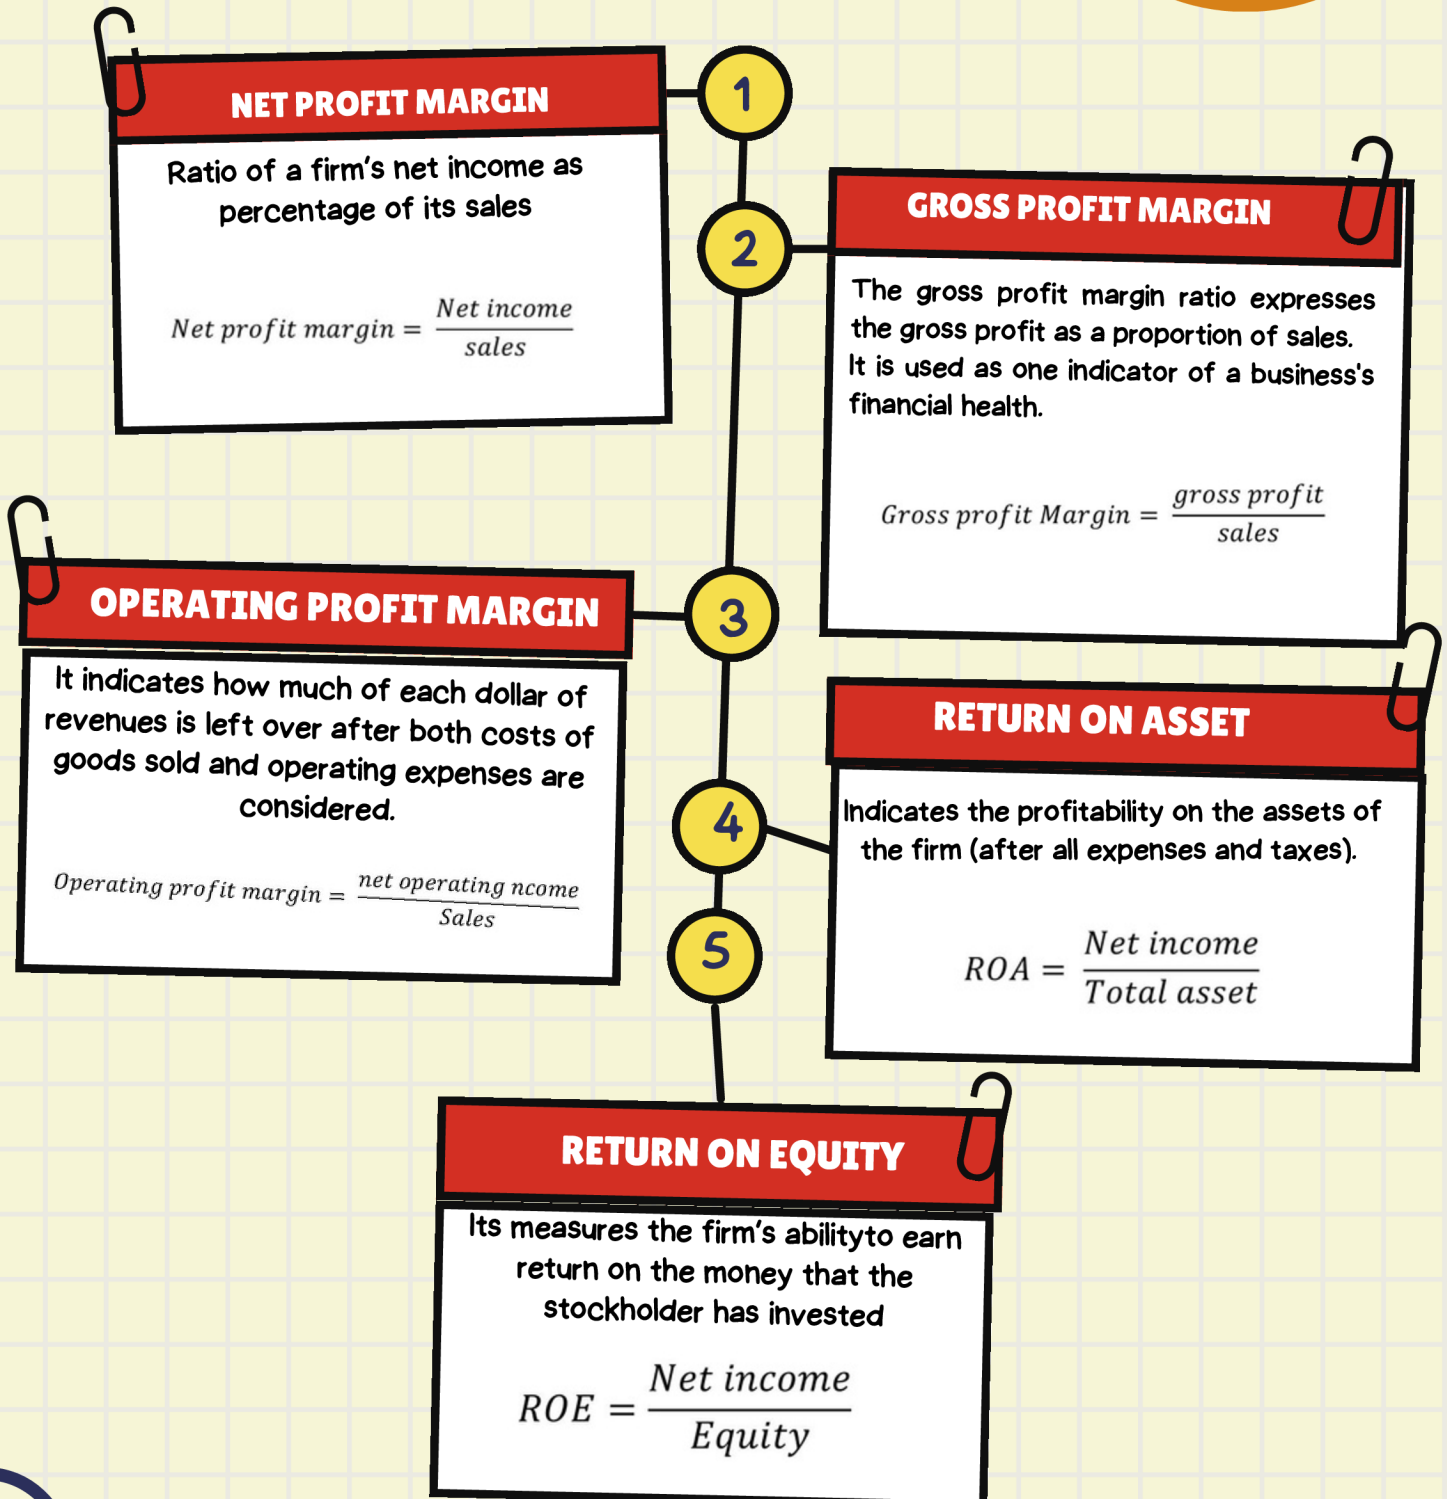 NET PROFIT MARGIN
Ratio of a firm's net income as
percentage of its sales
Net profit margin = Net income
sales
1
2
GROSS PROFIT MARGIN
The gross profit margin ratio expresses
the gross profit as a proportion of sales.
It is used as one indicator of a business's
financial health.
Gross profit Margin = gross profit
sales
OPERATING PROFIT MARGIN
3
It indicates how much of each dollar of
revenues is left over after both costs of
goods sold and operating expenses are
considered.
Operating profit margin = net operating ncome
Sales
4
RETURN ON ASSET
Indicates the profitability on the assets of
the firm (after all expenses and taxes).
ROA = Net income
Total asset
5
RETURN ON EQUITY
Its measures the firm's abilityto earn
return on the money that the
stockholder has invested
ROE = Net income
Equity